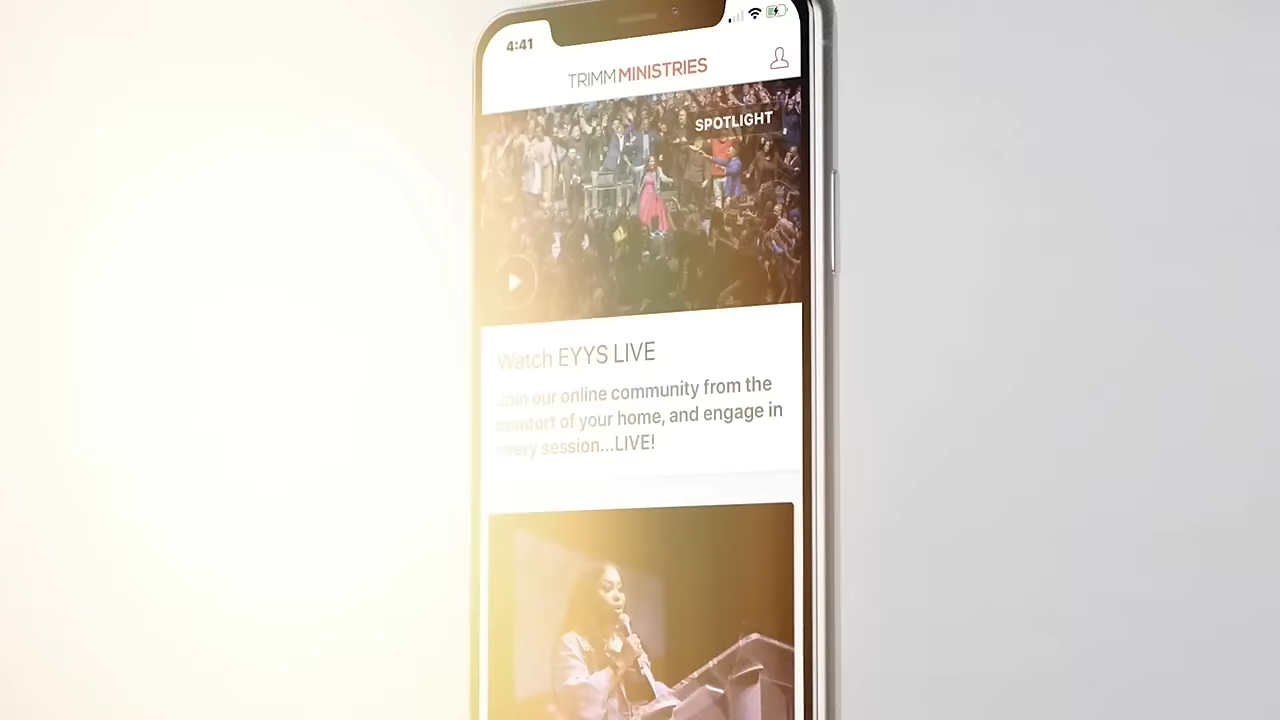 4:41
TRIMM MINISTRIES
SPOTLIGHT
Watch EYYS LIVE
Join our online community from the
comfort of your home, and engage in
every session...LIVE!